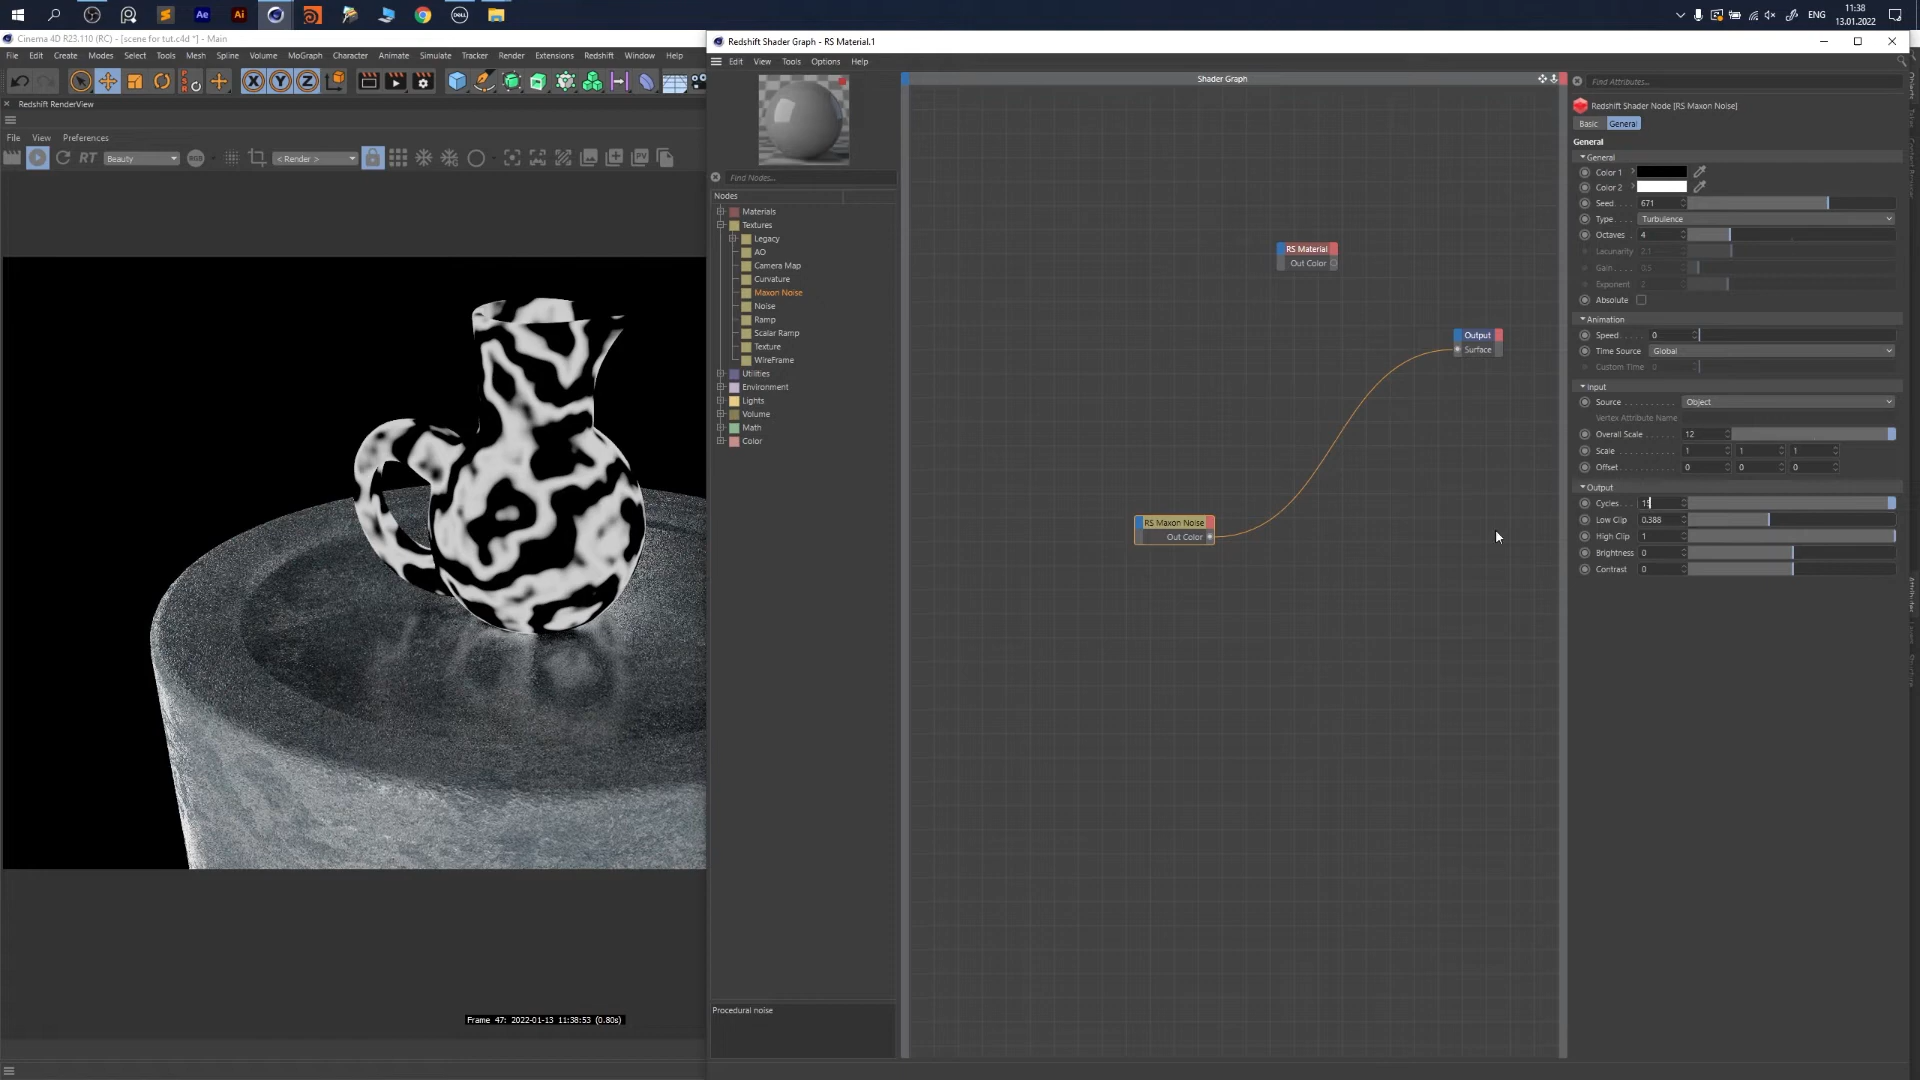 11:38
ENG
13.01.2022
Cinema 4D R23.110 (RC) - [scene for tut.c4d *] - Main
File Edit Create Modes Select Tools Mesh Spline Volume MoGraph Character Animate Simulate Tracker Render Extensions Redshift Window Help
Redshift RenderView
File View Preferences
RT Beauty < Render > PV
Frame 47: 2022-01-13 11:38:53 (0.80s)
Redshift Shader Graph - RS Material.1
Edit View Tools Options Help
Find Nodes...
Nodes
Materials
Textures
Legacy
AO
Camera Map
Curvature
Maxon Noise
Noise
Ramp
Scalar Ramp
Texture
WireFrame
Utilities
Environment
Lights
Volume
Math
Color
Procedural noise
Shader Graph
RS Material
Out Color
Output
Surface
RS Maxon Noise
Out Color
Find Attributes...
Redshift Shader Node [RS Maxon Noise]
Basic General
General
General
Color 1
Color 2
Seed 671
Type Turbulence
Octaves 4
Lacunarity 2.1
Gain 0.5
Exponent 2
Absolute
Animation
Speed 0
Time Source Global
Custom Time 0
Input
Source Object
Vertex Attribute Name
Overall Scale 12
Scale 1 1 1
Offset 0 0 0
Output
Cycles 15
Low Clip 0.388
High Clip 1
Brightness 0
Contrast 0